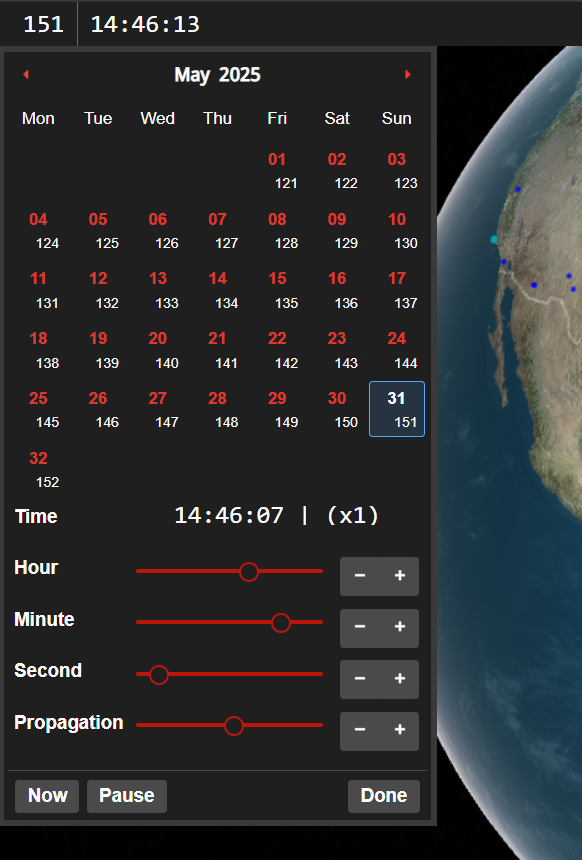 151 14:46:13
May 2025
Mon Tue Wed Thu Fri Sat Sun
01 02 03
121 122 123
04 05 06 07 08 09 10
124 125 126 127 128 129 130
11 12 13 14 15 16 17
131 132 133 134 135 136 137
18 19 20 21 22 23 24
138 139 140 141 142 143 144
25 26 27 28 29 30 31
145 146 147 148 149 150 151
32
152
Time 14:46:07 | (x1)
Hour − +
Minute − +
Second − +
Propagation − +
Now Pause Done